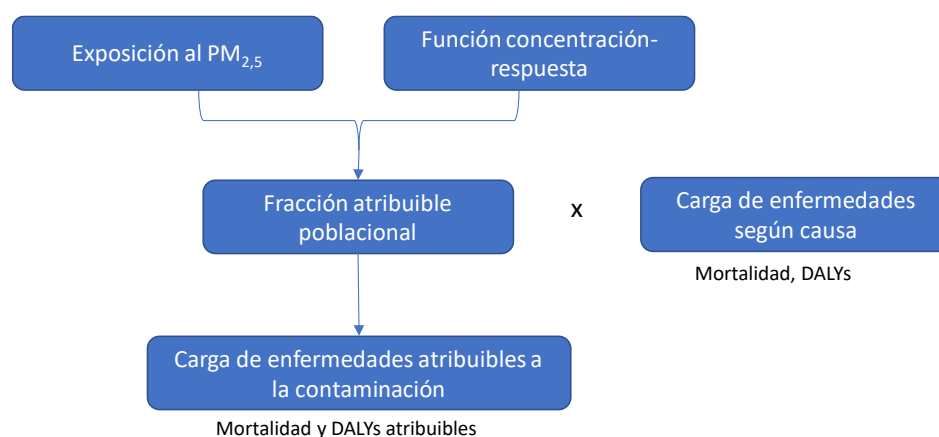 Exposición al PM2,5
Función concentración-
respuesta
Fracción atribuible
poblacional
x
Carga de enfermedades
según causa
Mortalidad, DALYs
Carga de enfermedades atribuibles a
la contaminación
Mortalidad y DALYs atribuibles